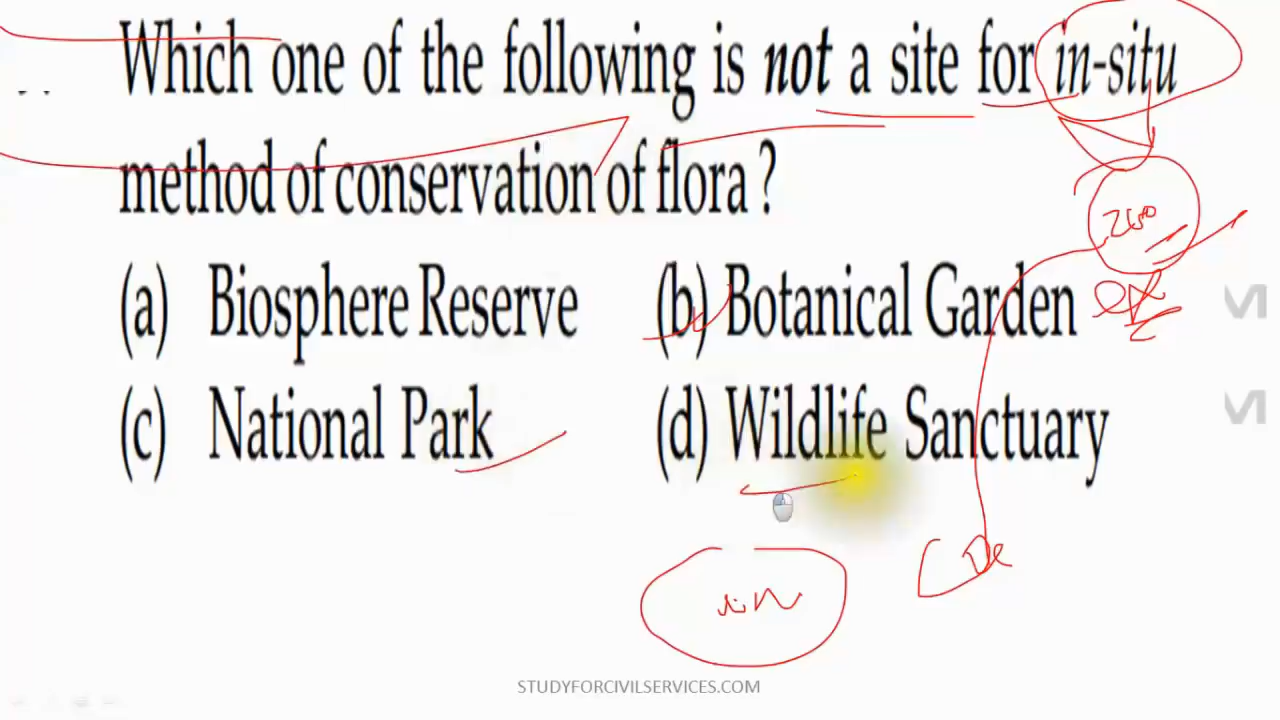 Which one of the following is not a site for in-situ
method of conservation of flora ?
(a) Biosphere Reserve (b) Botanical Garden
(c) National Park (d) Wildlife Sanctuary
STUDYFORCIVILSERVICES.COM